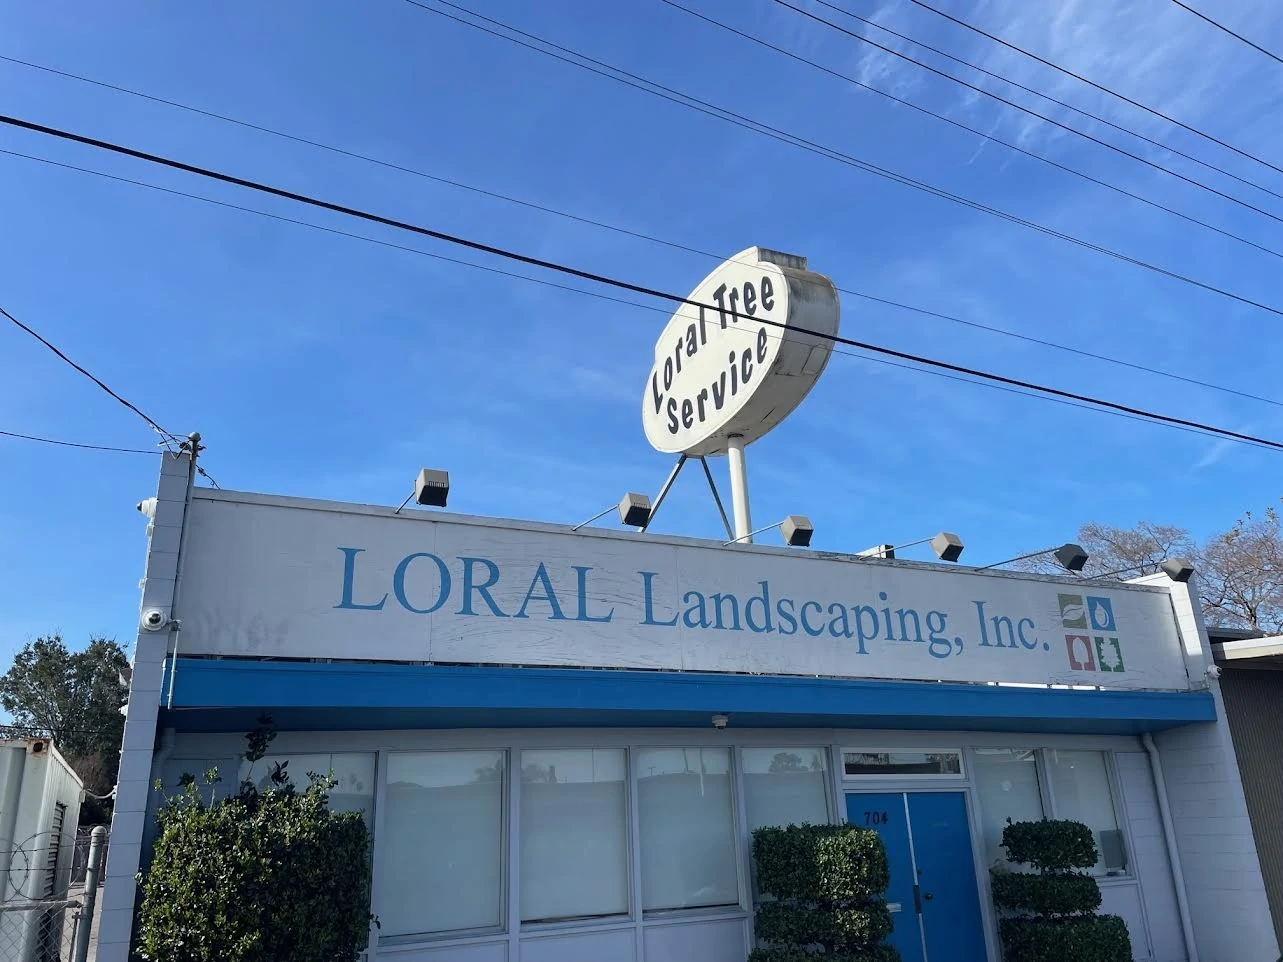 Loral Tree
Service
LORAL Landscaping, Inc.
704